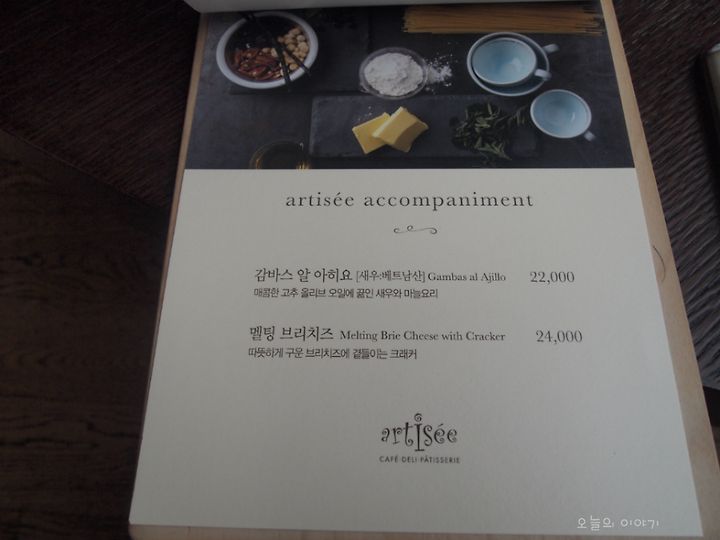 artisée accompaniment
감바스 알 아히요 [새우:베트남산] Gambas al Ajillo 22,000
매콤한 고추 올리브 오일에 끓인 새우와 마늘요리
멜팅 브리치즈 Melting Brie Cheese with Cracker 24,000
따뜻하게 구운 브리치즈에 곁들이는 크래커
artisée
CAFÉ·DELI·PÂTISSERIE
오늘의 이야기